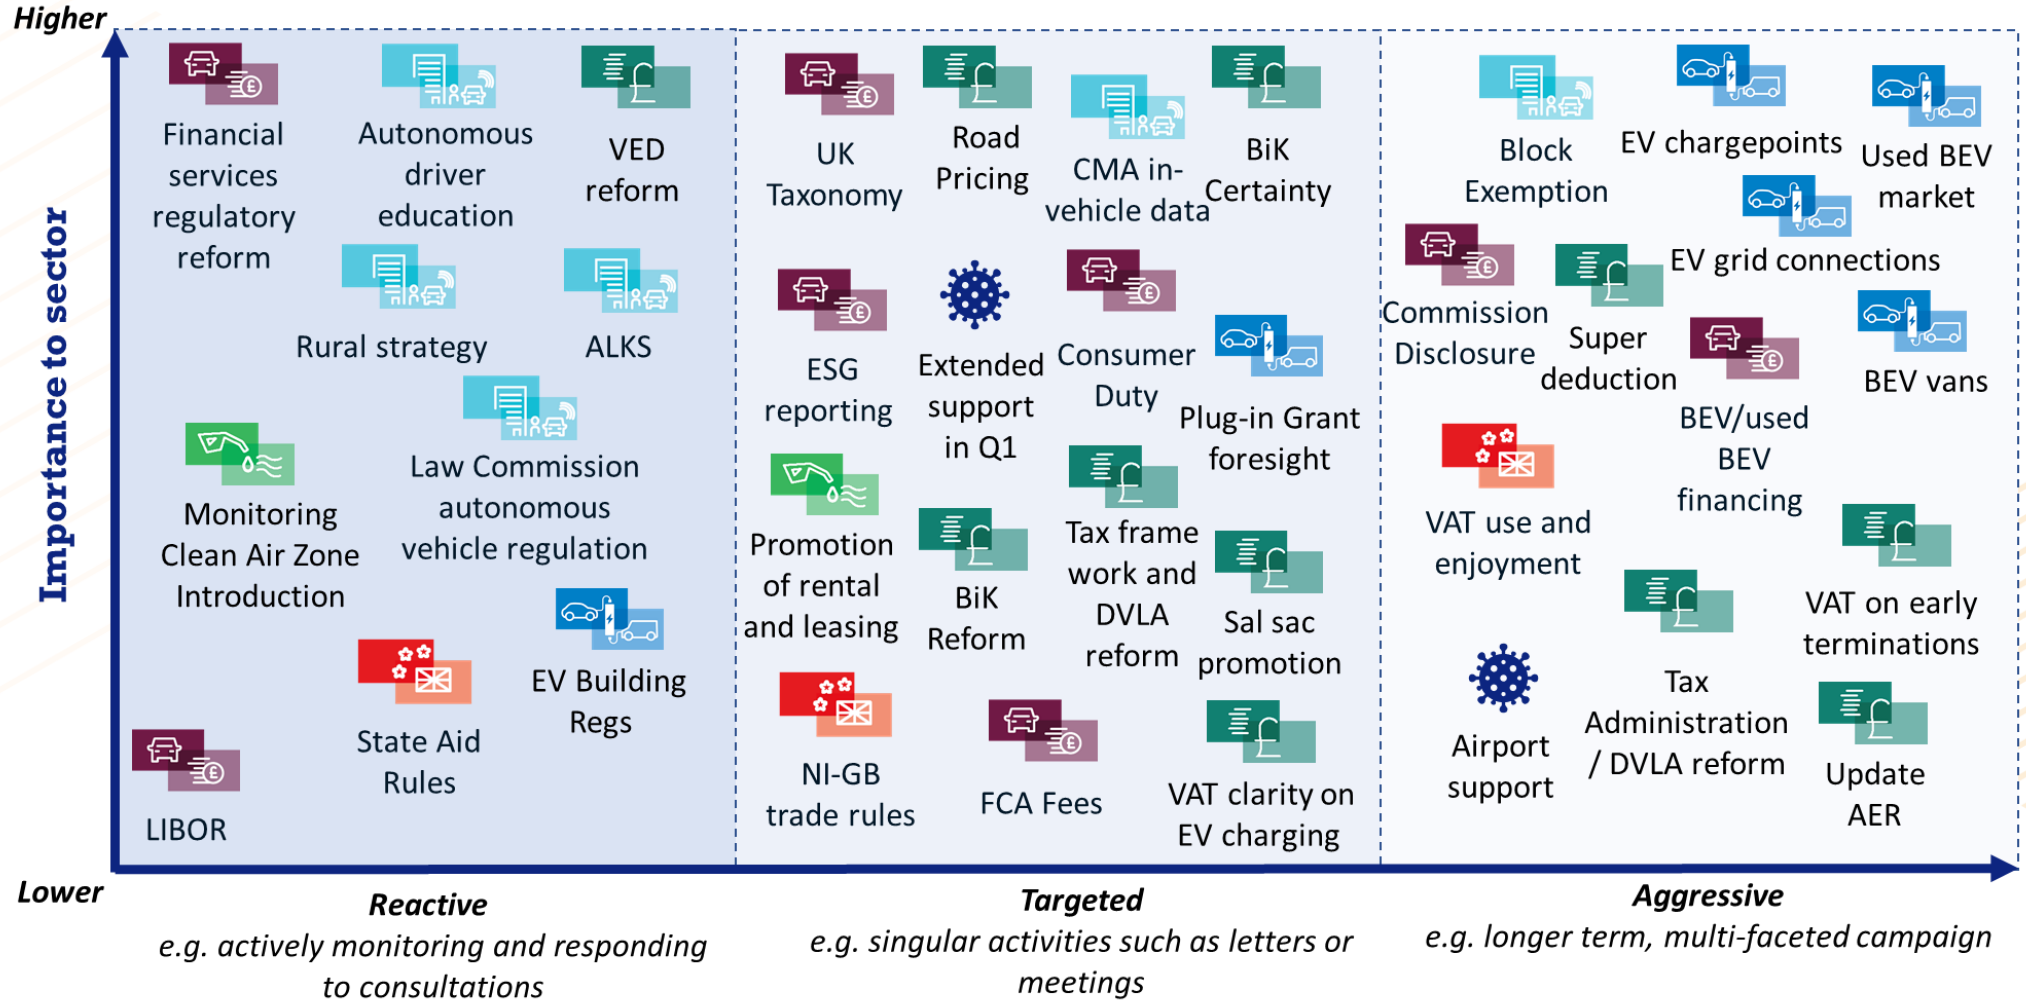 Higher
Importance to sector
Lower
Financial
services
regulatory
reform
Autonomous
driver
education
VED
reform
Rural strategy
ALKS
Monitoring
Clean Air Zone
Introduction
Law Commission
autonomous
vehicle regulation
State Aid
Rules
EV Building
Regs
LIBOR
UK
Taxonomy
Road
Pricing
CMA in-
vehicle data
BiK
Certainty
ESG
reporting
Extended
support
in Q1
Consumer
Duty
Plug-in Grant
foresight
Promotion
of rental
and leasing
BiK
Reform
Tax frame
work and
DVLA
reform
Sal sac
promotion
NI-GB
trade rules
FCA Fees
VAT clarity on
EV charging
Block
Exemption
EV chargepoints
Used BEV
market
EV grid connections
Commission
Disclosure
Super
deduction
BEV/used
BEV
financing
BEV vans
VAT use and
enjoyment
VAT on early
terminations
Airport
support
Tax
Administration
/ DVLA reform
Update
AER
Reactive
e.g. actively monitoring and responding
to consultations
Targeted
e.g. singular activities such as letters or
meetings
Aggressive
e.g. longer term, multi-faceted campaign